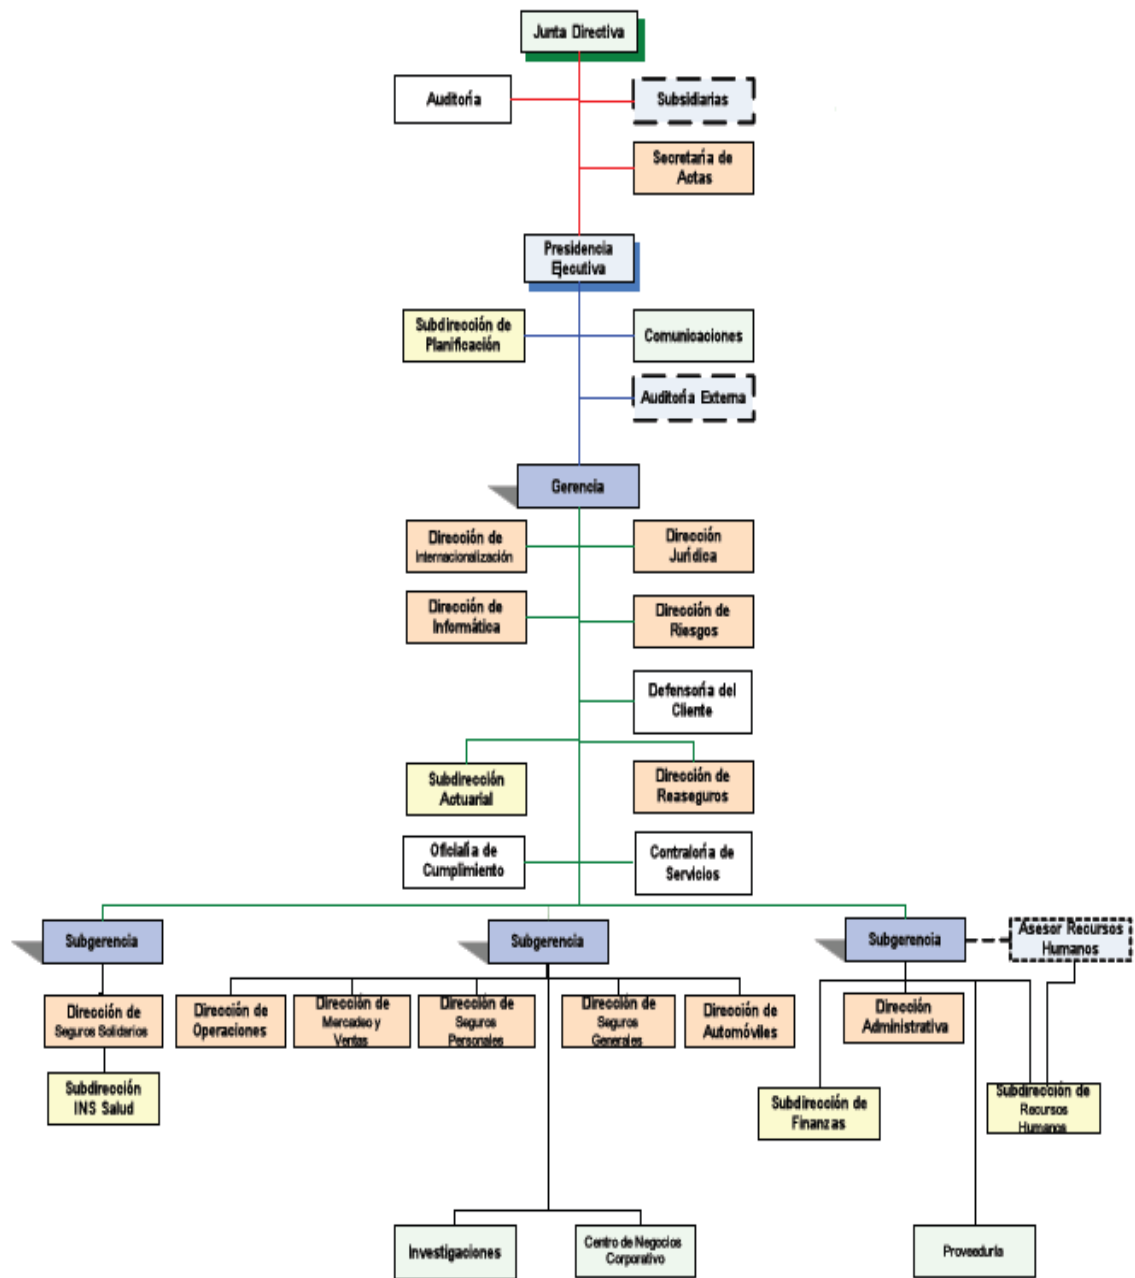 Junta Directiva
Auditoría
Subsidiarias
Secretaría de
Actas
Presidencia
Ejecutiva
Subdirección de
Planificación
Comunicaciones
Auditoría Externa
Gerencia
Dirección de
Internacionalización
Dirección
Jurídica
Dirección de
Informática
Dirección de
Riesgos
Defensoría del
Cliente
Subdirección
Actuarial
Dirección de
Reaseguros
Oficialía de
Cumplimiento
Contraloría de
Servicios
Subgerencia
Subgerencia
Subgerencia
Asesor Recursos
Humanos
Dirección de
Seguros Solidarios
Dirección de
Operaciones
Dirección de
Mercadeo y
Ventas
Dirección de
Seguros
Personales
Dirección de
Seguros
Generales
Dirección de
Automóviles
Dirección
Administrativa
Subdirección
INS Salud
Subdirección de
Finanzas
Subdirección de
Recursos
Humanos
Investigaciones
Centro de Negocios
Corporativo
Proveeduría